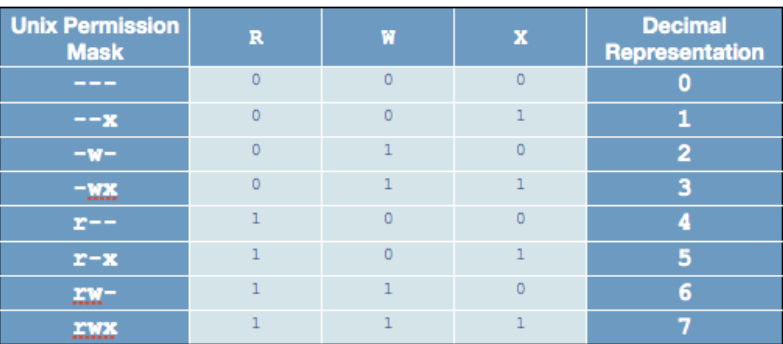 Unix Permission Mask R W X Decimal Representation
--- 0 0 0 0
--x 0 0 1 1
-w- 0 1 0 2
-wx 0 1 1 3
r-- 1 0 0 4
r-x 1 0 1 5
rw- 1 1 0 6
rwx 1 1 1 7